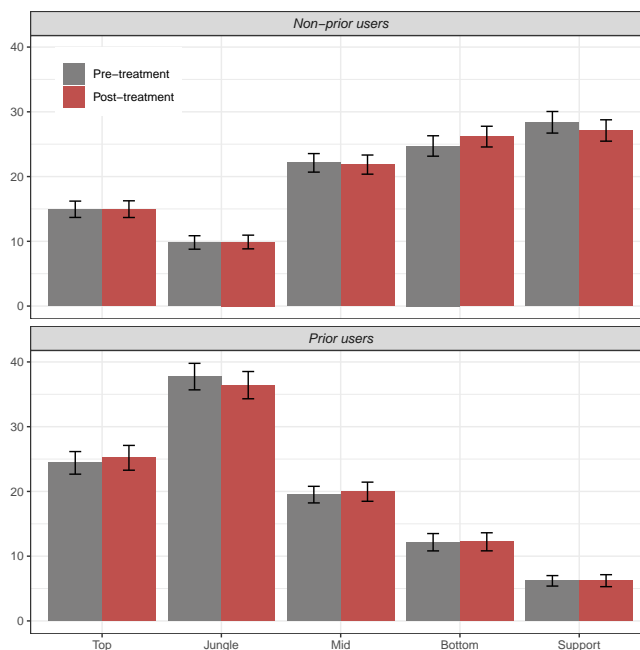 Non−prior users
40
30
20
10
0
Pre−treatment
Post−treatment
Prior users
40
30
20
10
0
Top Jungle Mid Bottom Support